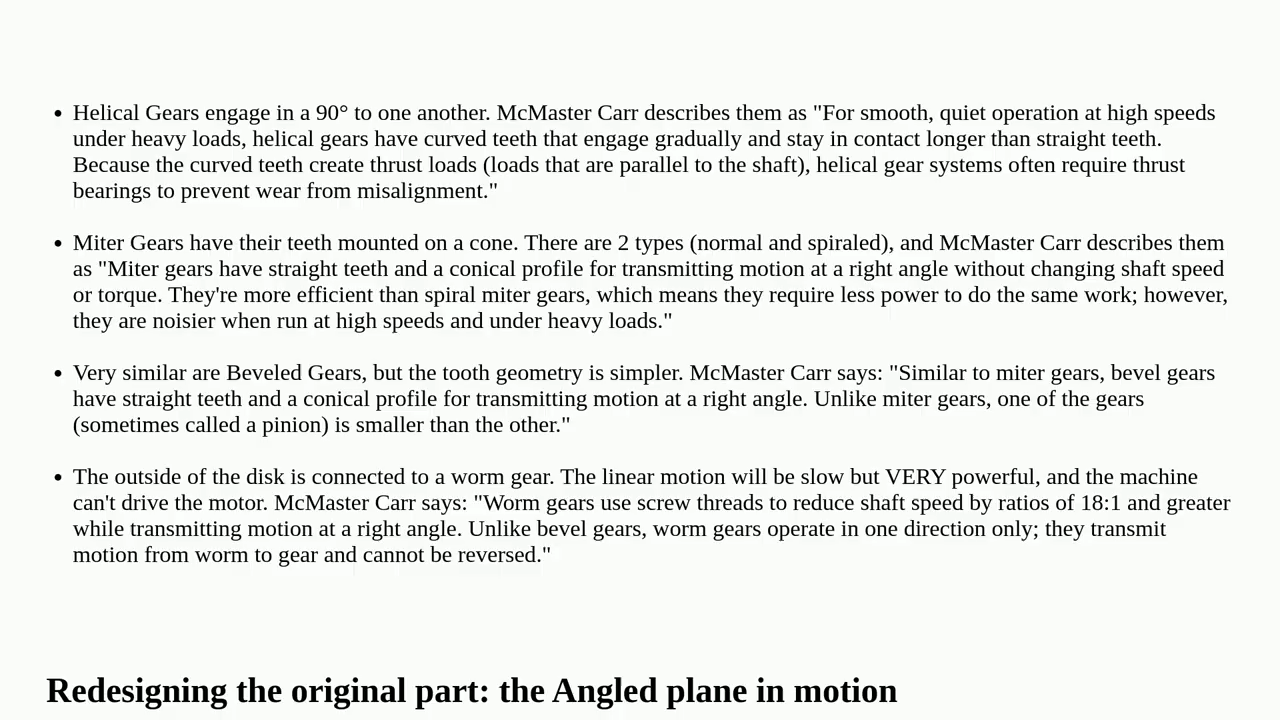 • Helical Gears engage in a 90° to one another. McMaster Carr describes them as "For smooth, quiet operation at high speeds
under heavy loads, helical gears have curved teeth that engage gradually and stay in contact longer than straight teeth.
Because the curved teeth create thrust loads (loads that are parallel to the shaft), helical gear systems often require thrust
bearings to prevent wear from misalignment."
• Miter Gears have their teeth mounted on a cone. There are 2 types (normal and spiraled), and McMaster Carr describes them
as "Miter gears have straight teeth and a conical profile for transmitting motion at a right angle without changing shaft speed
or torque. They're more efficient than spiral miter gears, which means they require less power to do the same work; however,
they are noisier when run at high speeds and under heavy loads."
• Very similar are Beveled Gears, but the tooth geometry is simpler. McMaster Carr says: "Similar to miter gears, bevel gears
have straight teeth and a conical profile for transmitting motion at a right angle. Unlike miter gears, one of the gears
(sometimes called a pinion) is smaller than the other."
• The outside of the disk is connected to a worm gear. The linear motion will be slow but VERY powerful, and the machine
can't drive the motor. McMaster Carr says: "Worm gears use screw threads to reduce shaft speed by ratios of 18:1 and greater
while transmitting motion at a right angle. Unlike bevel gears, worm gears operate in one direction only; they transmit
motion from worm to gear and cannot be reversed."
Redesigning the original part: the Angled plane in motion